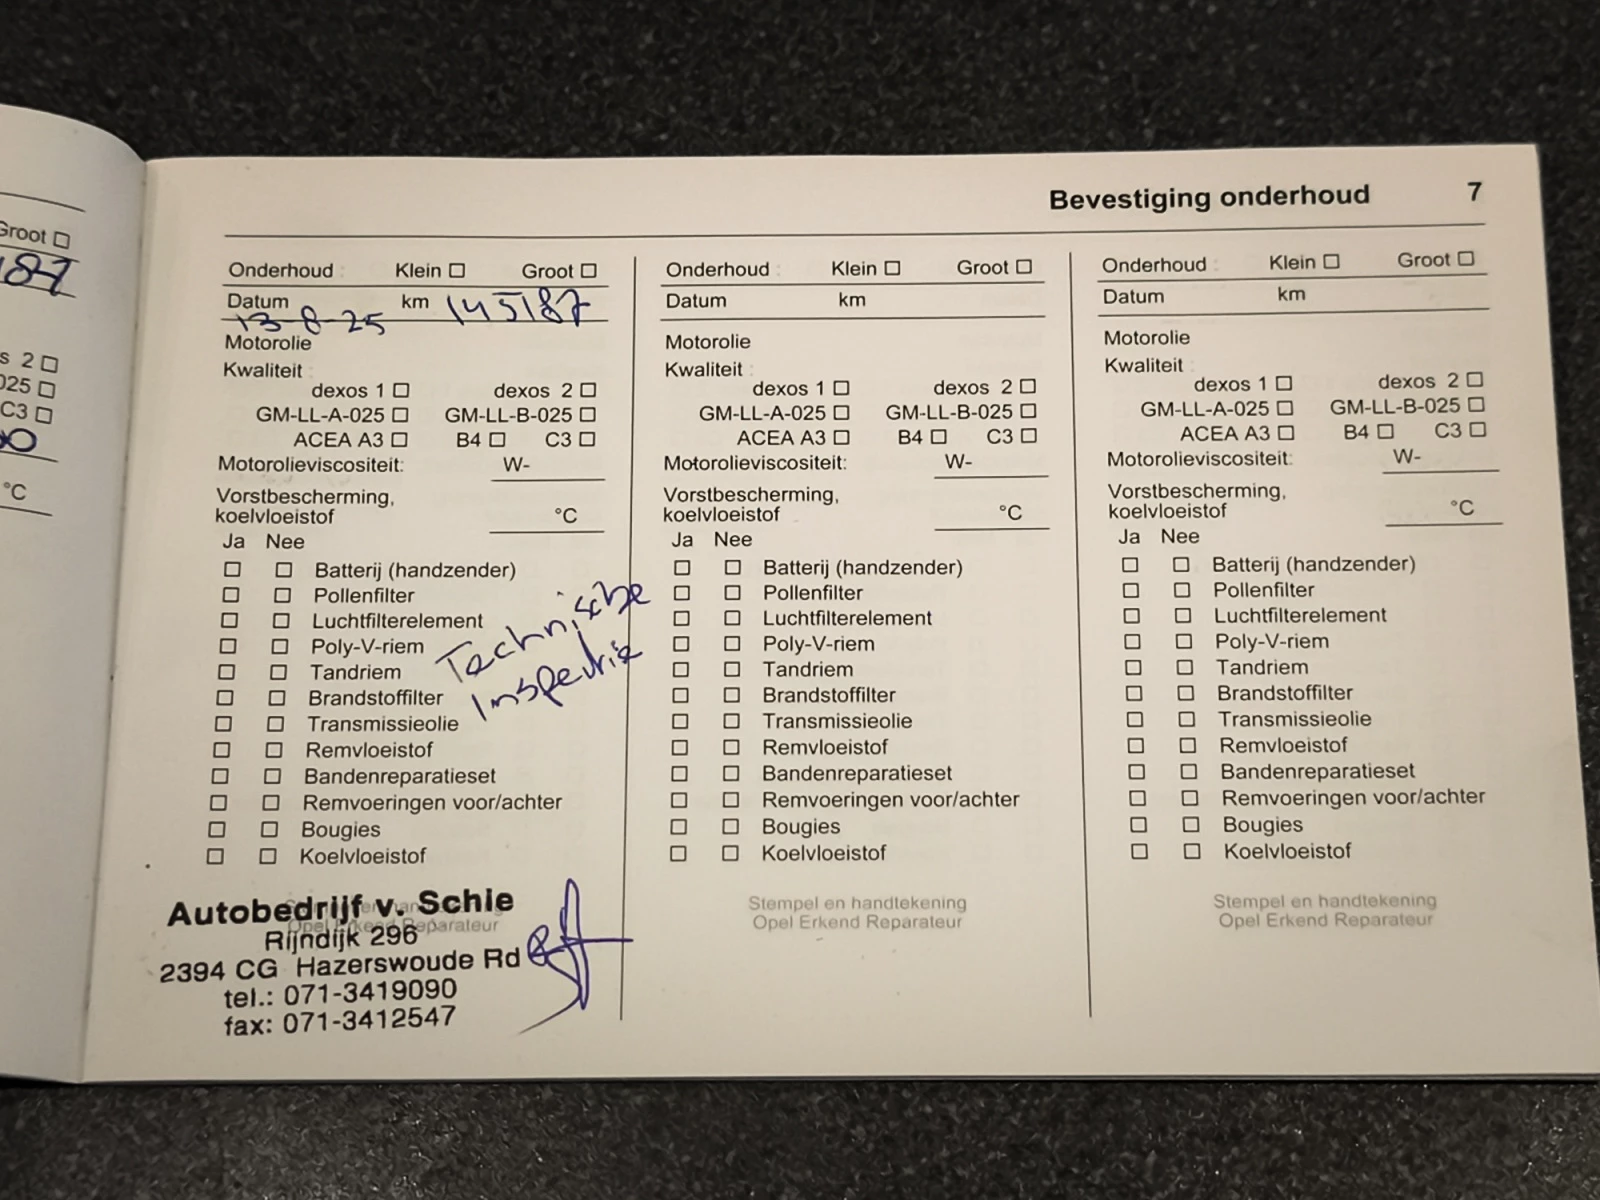 Groot
187
s 2
025
C3
°C
Bevestiging onderhoud 7
Onderhoud : Klein Groot
Datum km 145187
13-8-25
Motorolie
Kwaliteit :
dexos 1 dexos 2
GM-LL-A-025 GM-LL-B-025
ACEA A3 B4 C3
Motorolieviscositeit: W-
Vorstbescherming,
koelvloeistof °C
Ja Nee
Batterij (handzender)
Pollenfilter
Luchtfilterelement
Poly-V-riem
Tandriem
Brandstoffilter
Transmissieolie
Remvloeistof
Bandenreparatieset
Remvoeringen voor/achter
Bougies
Koelvloeistof
Technische
Inspectie
Autobedrijf v. Schie
Rijndijk 296
2394 CG Hazerswoude Rd
tel.: 071-3419090
fax: 071-3412547
Stempel en handtekening
Opel Erkend Reparateur
Onderhoud : Klein Groot
Datum km
Motorolie
Kwaliteit :
dexos 1 dexos 2
GM-LL-A-025 GM-LL-B-025
ACEA A3 B4 C3
Motorolieviscositeit: W-
Vorstbescherming,
koelvloeistof °C
Ja Nee
Batterij (handzender)
Pollenfilter
Luchtfilterelement
Poly-V-riem
Tandriem
Brandstoffilter
Transmissieolie
Remvloeistof
Bandenreparatieset
Remvoeringen voor/achter
Bougies
Koelvloeistof
Stempel en handtekening
Opel Erkend Reparateur
Onderhoud : Klein Groot
Datum km
Motorolie
Kwaliteit :
dexos 1 dexos 2
GM-LL-A-025 GM-LL-B-025
ACEA A3 B4 C3
Motorolieviscositeit: W-
Vorstbescherming,
koelvloeistof °C
Ja Nee
Batterij (handzender)
Pollenfilter
Luchtfilterelement
Poly-V-riem
Tandriem
Brandstoffilter
Transmissieolie
Remvloeistof
Bandenreparatieset
Remvoeringen voor/achter
Bougies
Koelvloeistof
Stempel en handtekening
Opel Erkend Reparateur